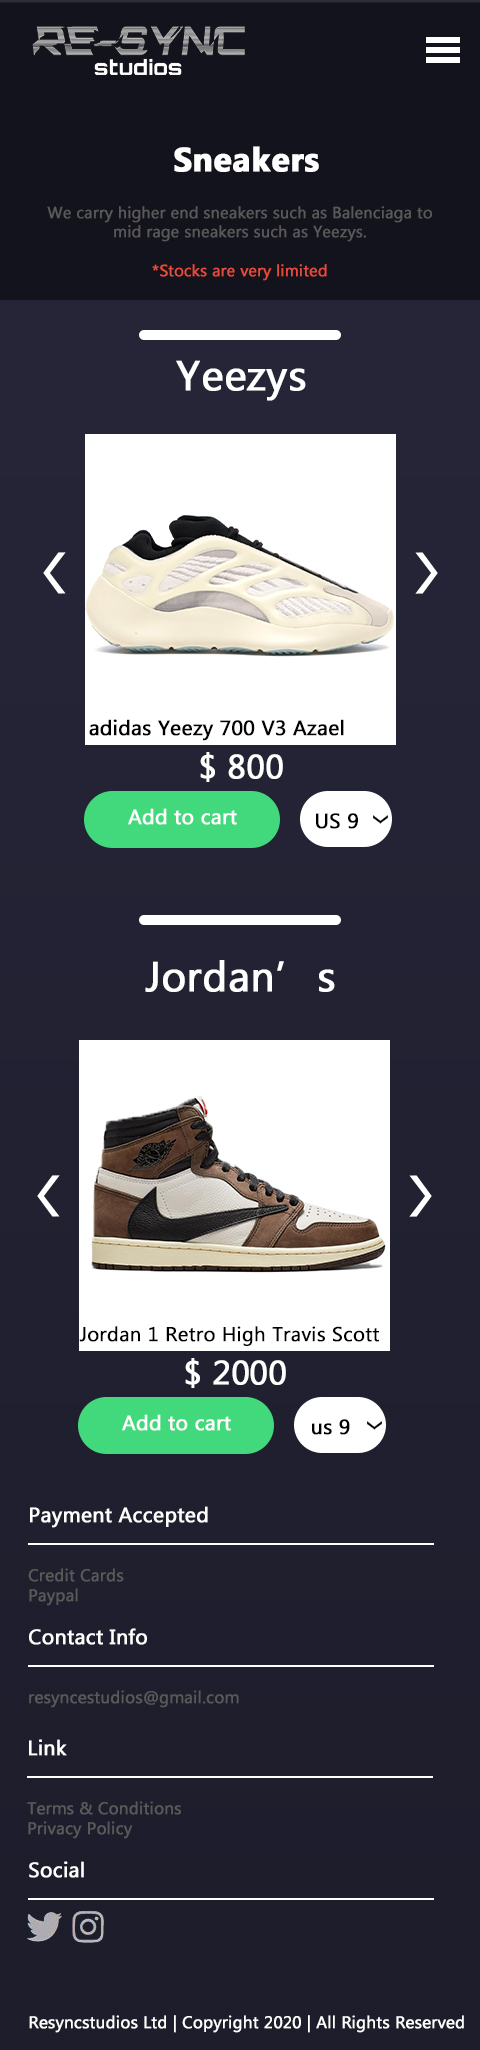 RE-SYNC
studios
Sneakers
We carry higher end sneakers such as Balenciaga to
mid rage sneakers such as Yeezys.
*Stocks are very limited
Yeezys
adidas Yeezy 700 V3 Azael
$ 800
Add to cart
US 9
Jordan’s
Jordan 1 Retro High Travis Scott
$ 2000
Add to cart
us 9
Payment Accepted
Credit Cards
Paypal
Contact Info
resyncestudios@gmail.com
Link
Terms & Conditions
Privacy Policy
Social
Resyncstudios Ltd | Copyright 2020 | All Rights Reserved